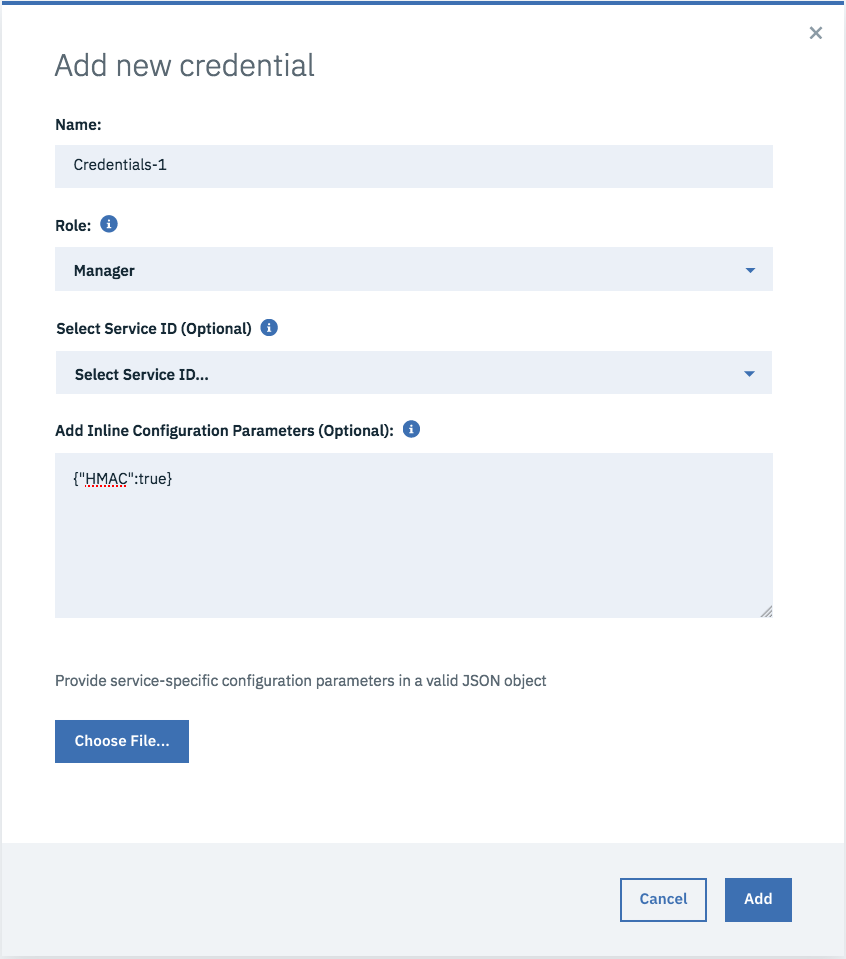 Add new credential
Name:
Credentials-1
Role:
Manager
Select Service ID (Optional)
Select Service ID...
Add Inline Configuration Parameters (Optional):
{"HMAC":true}
Provide service-specific configuration parameters in a valid JSON object
Choose File...
Cancel
Add